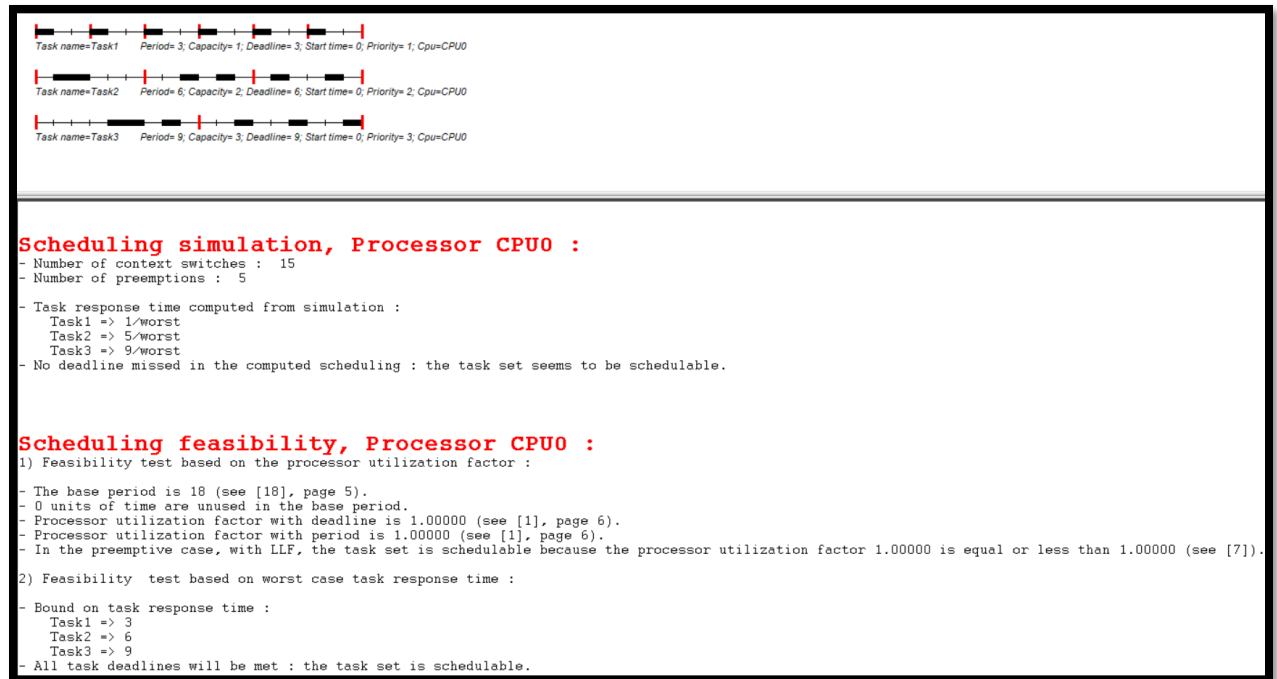 Task name=Task1 Period= 3; Capacity= 1; Deadline= 3; Start time= 0; Priority= 1; Cpu=CPU0
Task name=Task2 Period= 6; Capacity= 2; Deadline= 6; Start time= 0; Priority= 2; Cpu=CPU0
Task name=Task3 Period= 9; Capacity= 3; Deadline= 9; Start time= 0; Priority= 3; Cpu=CPU0
Scheduling simulation, Processor CPU0 :
- Number of context switches : 15
- Number of preemptions : 5
- Task response time computed from simulation :
Task1 => 1/worst
Task2 => 5/worst
Task3 => 9/worst
- No deadline missed in the computed scheduling : the task set seems to be schedulable.
Scheduling feasibility, Processor CPU0 :
1) Feasibility test based on the processor utilization factor :
- The base period is 18 (see [18], page 5).
- 0 units of time are unused in the base period.
- Processor utilization factor with deadline is 1.00000 (see [1], page 6).
- Processor utilization factor with period is 1.00000 (see [1], page 6).
- In the preemptive case, with LLF, the task set is schedulable because the processor utilization factor 1.00000 is equal or less than 1.00000 (see [7]).
2) Feasibility test based on worst case task response time :
- Bound on task response time :
Task1 => 3
Task2 => 6
Task3 => 9
- All task deadlines will be met : the task set is schedulable.